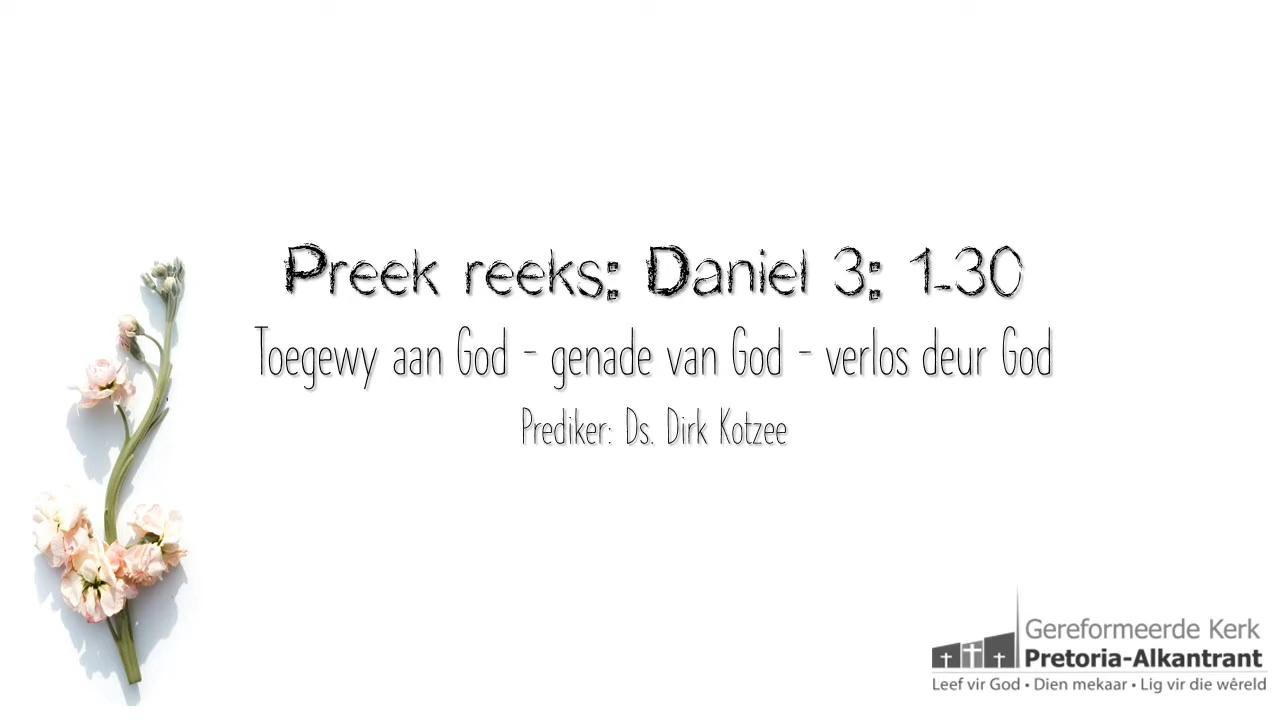 Preek reeks: Daniel 3: 1-30
Toegewy aan God - genade van God - verlos deur God
Prediker: Ds. Dirk Kotzee
Gereformeerde Kerk
Pretoria-Alkantrant
Leef vir God • Dien mekaar • Lig vir die wêreld